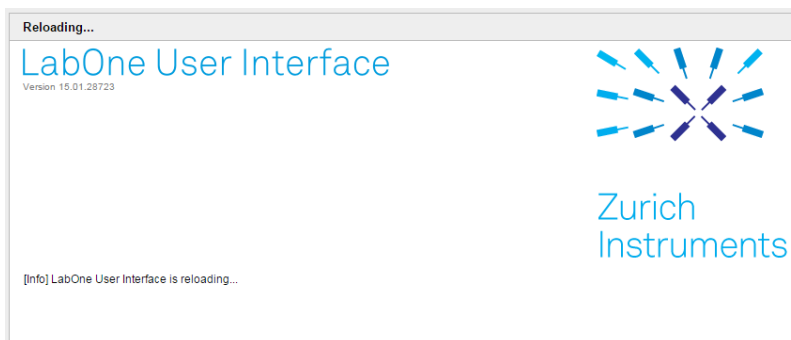 Reloading...
LabOne User Interface
Version 15.01.28723
Zurich
Instruments
[Info] LabOne User Interface is reloading...